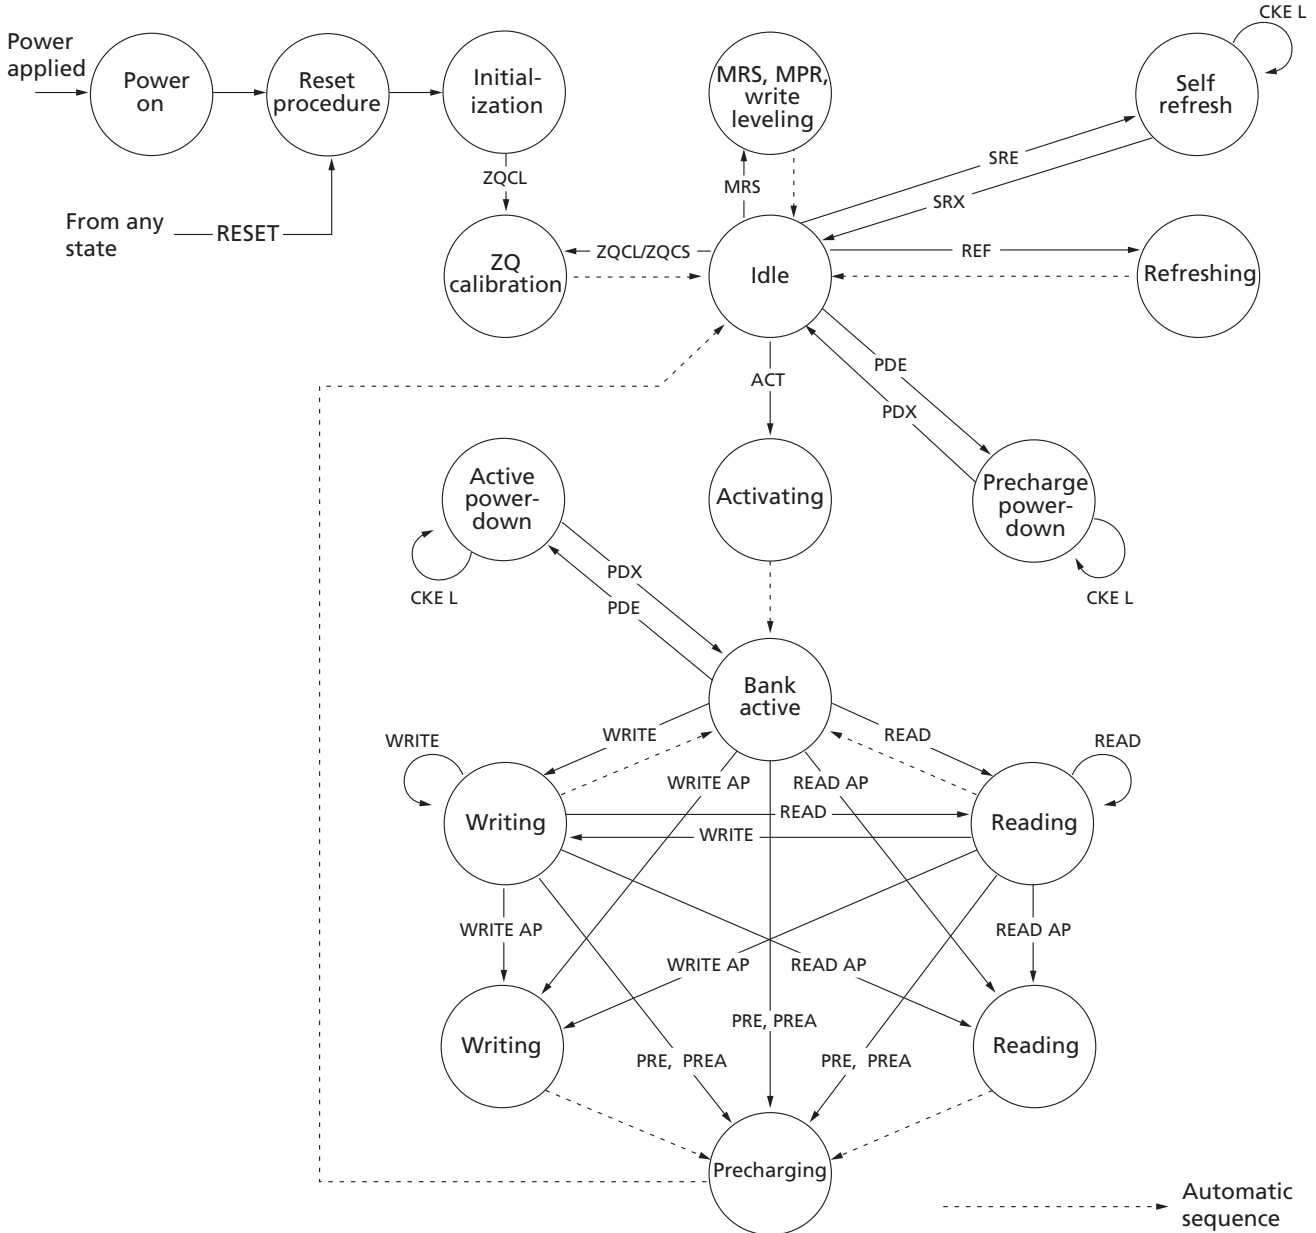 Power
applied
Power
on
Reset
procedure
Initial-
ization
MRS, MPR,
write
leveling
CKE L
Self
refresh
ZQCL
MRS
SRE
SRX
From any
state
RESET
ZQ
calibration
ZQCL/ZQCS
Idle
REF
Refreshing
PDE
ACT
PDX
Active
power-
down
Activating
Precharge
power-
down
CKE L
PDX
PDE
CKE L
Bank
active
WRITE
WRITE
READ
READ
WRITE AP
READ AP
Writing
READ
WRITE
Reading
WRITE AP
READ AP
WRITE AP
READ AP
PRE, PREA
Writing
Reading
PRE, PREA
PRE, PREA
Precharging
Automatic
sequence